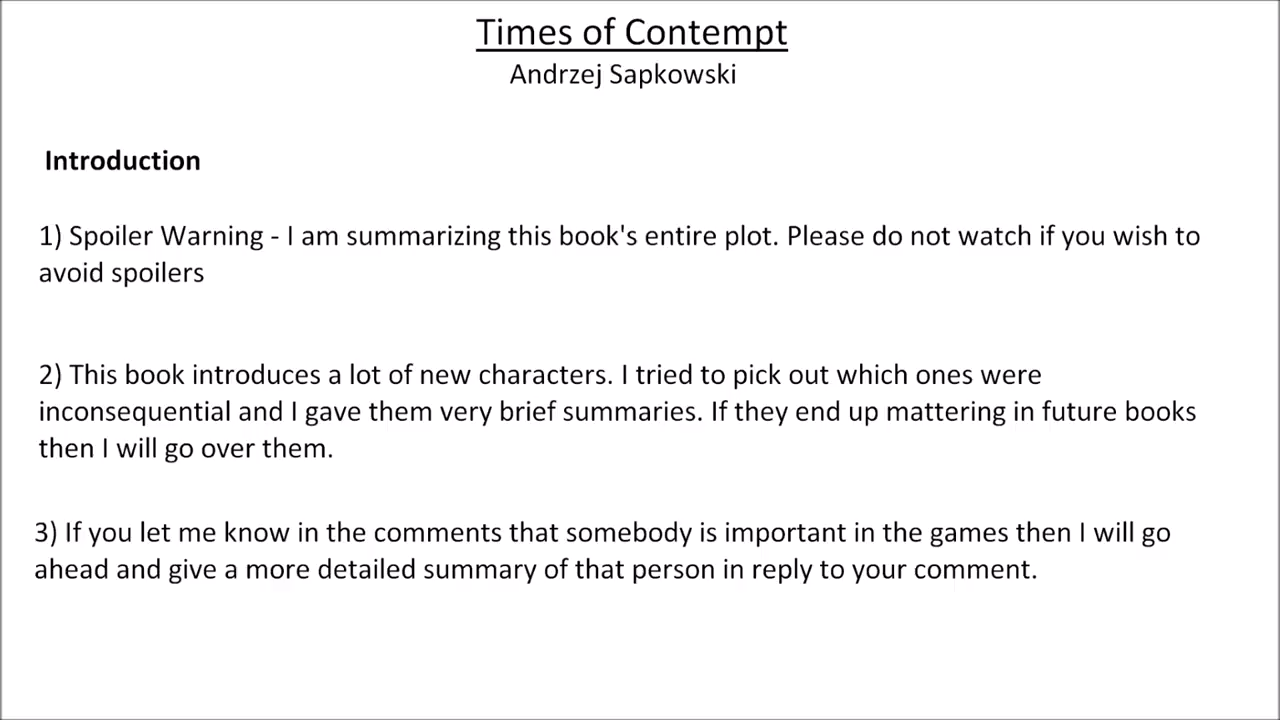 Times of Contempt
Andrzej Sapkowski
Introduction
1) Spoiler Warning - I am summarizing this book's entire plot. Please do not watch if you wish to
avoid spoilers
2) This book introduces a lot of new characters. I tried to pick out which ones were
inconsequential and I gave them very brief summaries. If they end up mattering in future books
then I will go over them.
3) If you let me know in the comments that somebody is important in the games then I will go
ahead and give a more detailed summary of that person in reply to your comment.